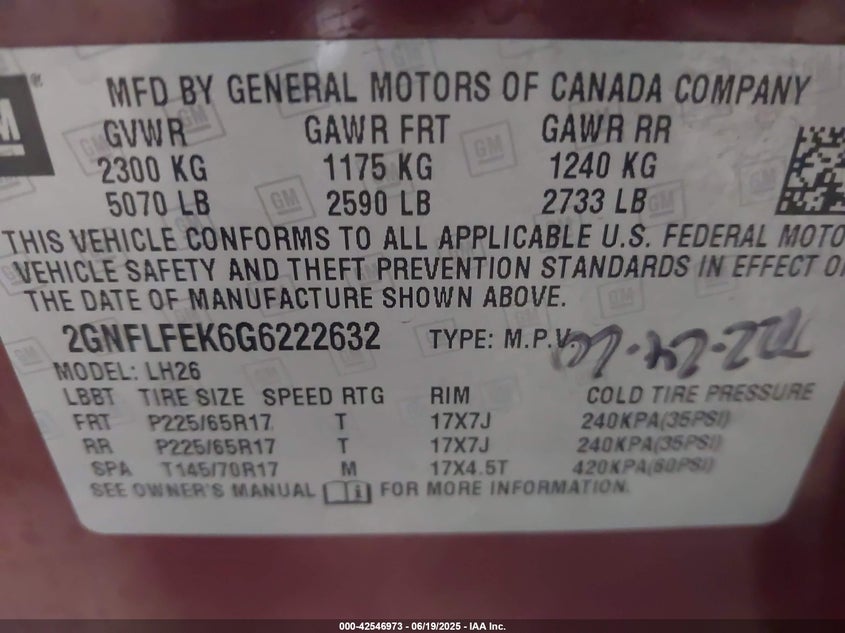 GM ®
MFD BY GENERAL MOTORS OF CANADA COMPANY
GVWR GAWR FRT GAWR RR
2300 KG 1175 KG 1240 KG
5070 LB 2590 LB 2733 LB
THIS VEHICLE CONFORMS TO ALL APPLICABLE U.S. FEDERAL MOTO
VEHICLE SAFETY AND THEFT PREVENTION STANDARDS IN EFFECT O
THE DATE OF MANUFACTURE SHOWN ABOVE.
2GNFLFEK6G6222632 TYPE: M.P.V.
MODEL: LH26
LBBT TIRE SIZE SPEED RTG RIM COLD TIRE PRESSURE
FRT P225/65R17 T 17X7J 240KPA(35PSI)
RR P225/65R17 T 17X7J 240KPA(35PSI)
SPA T145/70R17 M 17X4.5T 420KPA(60PSI)
SEE OWNER'S MANUAL FOR MORE INFORMATION.
000-42546973 - 06/19/2025 - IAA Inc.